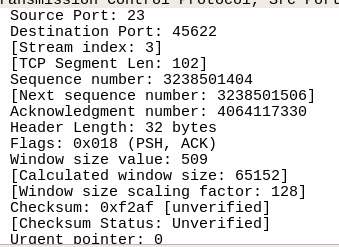 Transmission Control Protocol, Src Port
Source Port: 23
Destination Port: 45622
[Stream index: 3]
[TCP Segment Len: 102]
Sequence number: 3238501404
[Next sequence number: 3238501506]
Acknowledgment number: 4064117330
Header Length: 32 bytes
Flags: 0x018 (PSH, ACK)
Window size value: 509
[Calculated window size: 65152]
[Window size scaling factor: 128]
Checksum: 0xf2af [unverified]
[Checksum Status: Unverified]
Urgent pointer: 0